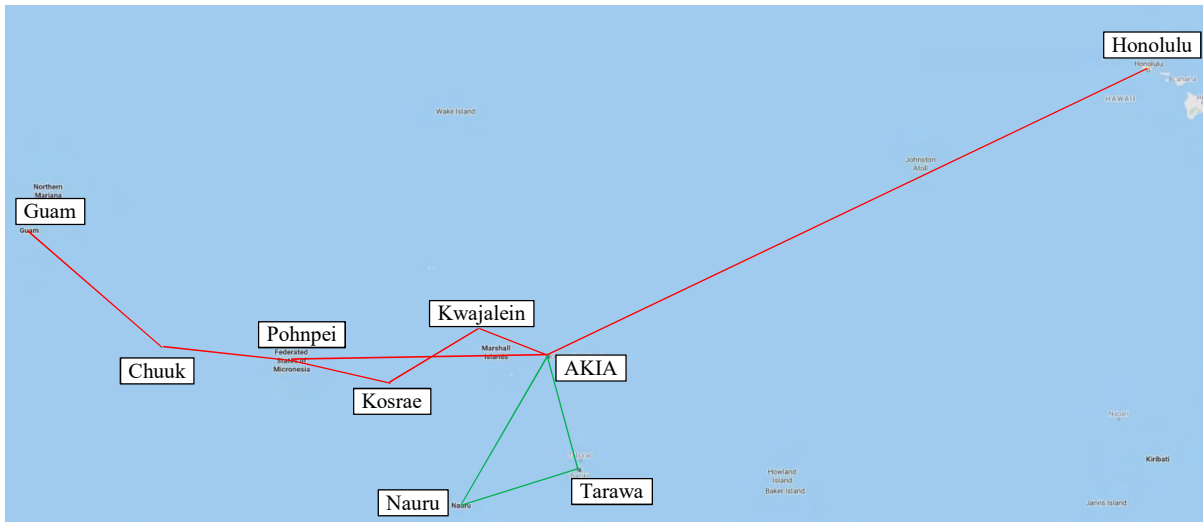 Honolulu
Honolulu
HAWAII
Wake Island
Johnston
Atoll
Northern
Mariana
Guam
Guam
Kwajalein
Pohnpei
Marshall
Islands
Federated
States of
Micronesia
Chuuk
AKIA
Kosrae
Kiribati
Howland
Island
Baker Island
Tarawa
Nauru
Nauru
Jarvis Island